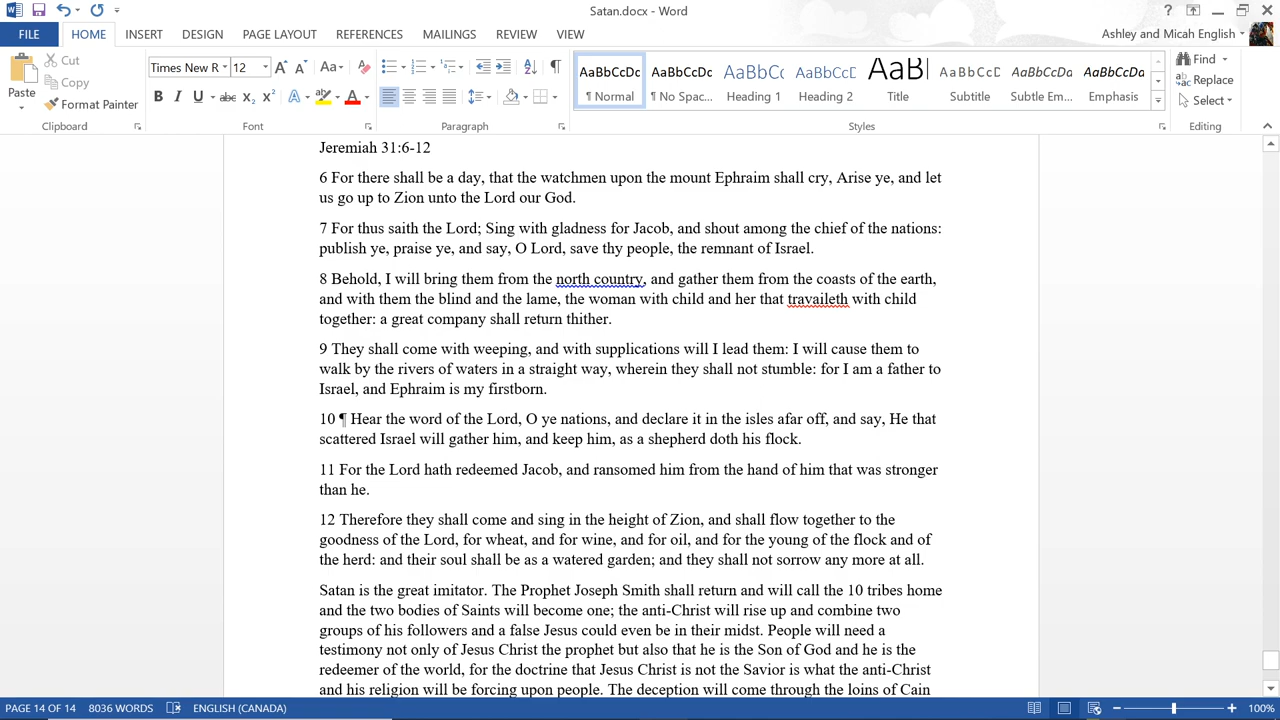 Satan.docx - Word
FILE HOME INSERT DESIGN PAGE LAYOUT REFERENCES MAILINGS REVIEW VIEW Ashley and Micah English
Paste Cut Copy Format Painter
Times New R 12
AaBbCcDc AaBbCcDc AaBbCc AaBbCcD AaBl AaBbCcD AaBbCcDc AaBbCcDc
¶ Normal ¶ No Spac... Heading 1 Heading 2 Title Subtitle Subtle Em... Emphasis
Find Replace Select
Clipboard Font Paragraph Styles Editing
Jeremiah 31:6-12
6 For there shall be a day, that the watchmen upon the mount Ephraim shall cry, Arise ye, and let
us go up to Zion unto the Lord our God.
7 For thus saith the Lord; Sing with gladness for Jacob, and shout among the chief of the nations:
publish ye, praise ye, and say, O Lord, save thy people, the remnant of Israel.
8 Behold, I will bring them from the north country, and gather them from the coasts of the earth,
and with them the blind and the lame, the woman with child and her that travaileth with child
together: a great company shall return thither.
9 They shall come with weeping, and with supplications will I lead them: I will cause them to
walk by the rivers of waters in a straight way, wherein they shall not stumble: for I am a father to
Israel, and Ephraim is my firstborn.
10 ¶ Hear the word of the Lord, O ye nations, and declare it in the isles afar off, and say, He that
scattered Israel will gather him, and keep him, as a shepherd doth his flock.
11 For the Lord hath redeemed Jacob, and ransomed him from the hand of him that was stronger
than he.
12 Therefore they shall come and sing in the height of Zion, and shall flow together to the
goodness of the Lord, for wheat, and for wine, and for oil, and for the young of the flock and of
the herd: and their soul shall be as a watered garden; and they shall not sorrow any more at all.
Satan is the great imitator. The Prophet Joseph Smith shall return and will call the 10 tribes home
and the two bodies of Saints will become one; the anti-Christ will rise up and combine two
groups of his followers and a false Jesus could even be in their midst. People will need a
testimony not only of Jesus Christ the prophet but also that he is the Son of God and he is the
redeemer of the world, for the doctrine that Jesus Christ is not the Savior is what the anti-Christ
and his religion will be forcing upon people. The deception will come through the loins of Cain
PAGE 14 OF 14 8036 WORDS ENGLISH (CANADA) 100%